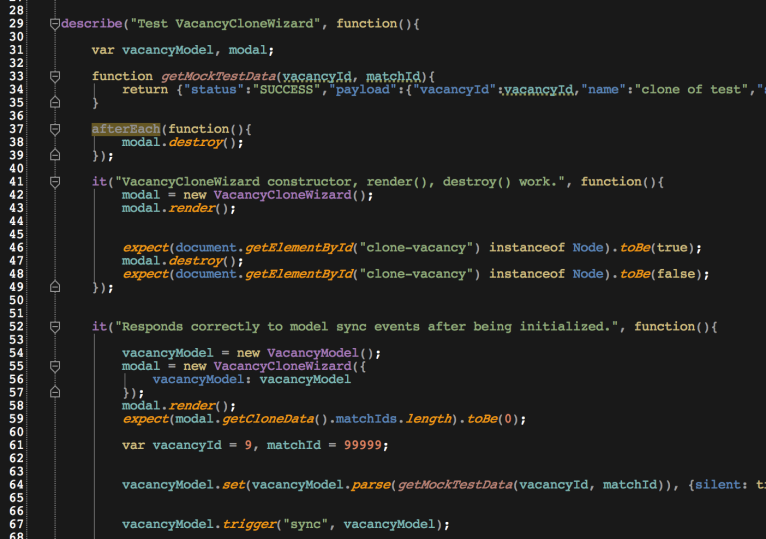 28
29 describe("Test VacancyCloneWizard", function(){
30
31 var vacancyModel, modal;
32
33 function getMockTestData(vacancyId, matchId){
34 return {"status":"SUCCESS","payload":{"vacancyId":vacancyId,"name":"clone of test","
35 }
36
37 afterEach(function(){
38 modal.destroy();
39 });
40
41 it("VacancyCloneWizard constructor, render(), destroy() work.", function(){
42 modal = new VacancyCloneWizard();
43 modal.render();
44
45
46 expect(document.getElementById("clone-vacancy") instanceof Node).toBe(true);
47 modal.destroy();
48 expect(document.getElementById("clone-vacancy") instanceof Node).toBe(false);
49 });
50
51
52 it("Responds correctly to model sync events after being initialized.", function(){
53
54 vacancyModel = new VacancyModel();
55 modal = new VacancyCloneWizard({
56 vacancyModel: vacancyModel
57 });
58 modal.render();
59 expect(modal.getCloneData().matchIds.length).toBe(0);
60
61 var vacancyId = 9, matchId = 99999;
62
63
64 vacancyModel.set(vacancyModel.parse(getMockTestData(vacancyId, matchId)), {silent:
65
66
67 vacancyModel.trigger("sync", vacancyModel);
68